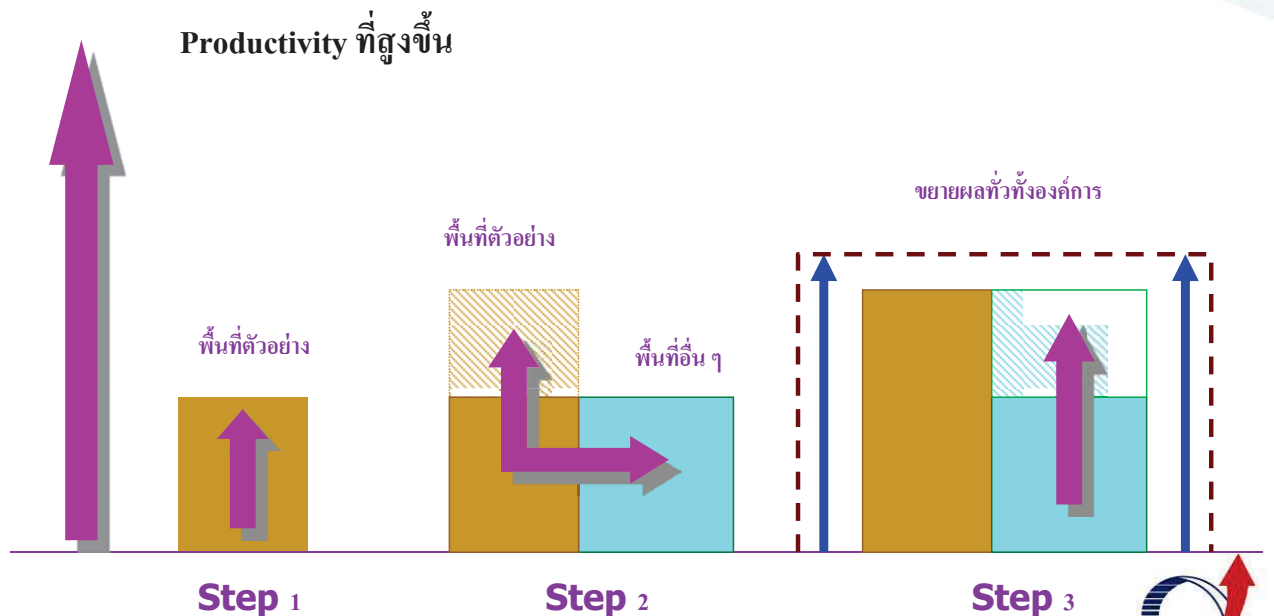 Productivity ที่สูงขึ้น
ขยายผลทั่วทั้งองค์การ
พื้นที่ตัวอย่าง
พื้นที่ตัวอย่าง
พื้นที่อื่น ๆ
Step 1
Step 2
Step 3